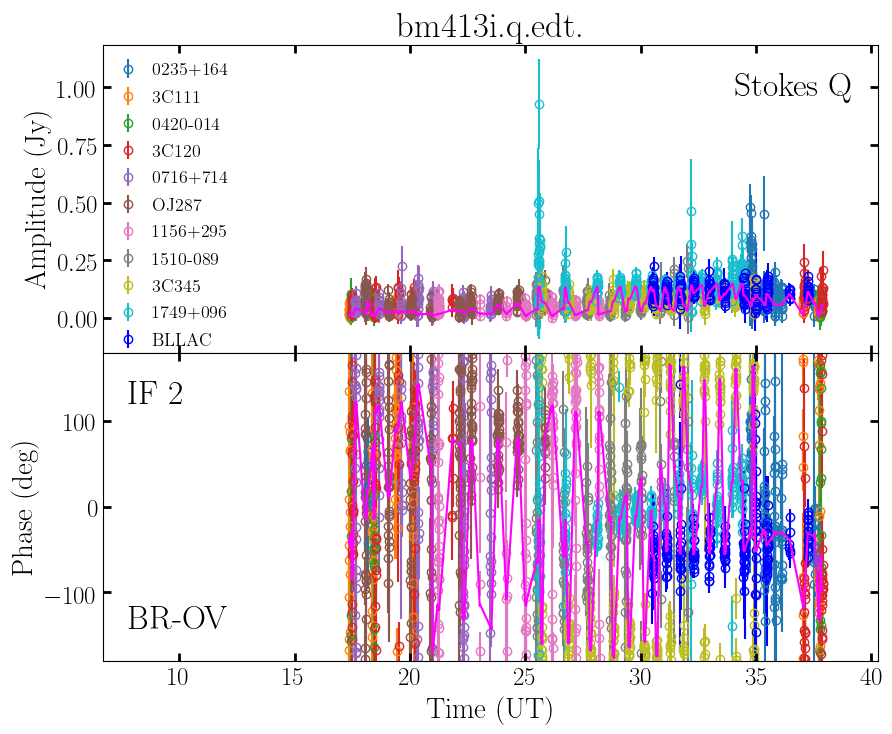 bm413i.q.edt.
Stokes Q
0235+164
3C111
0420-014
3C120
0716+714
OJ287
1156+295
1510-089
3C345
1749+096
BLLAC
Amplitude (Jy)
1.00
0.75
0.50
0.25
0.00
IF 2
BR-OV
Phase (deg)
100
0
−100
10 15 20 25 30 35 40
Time (UT)